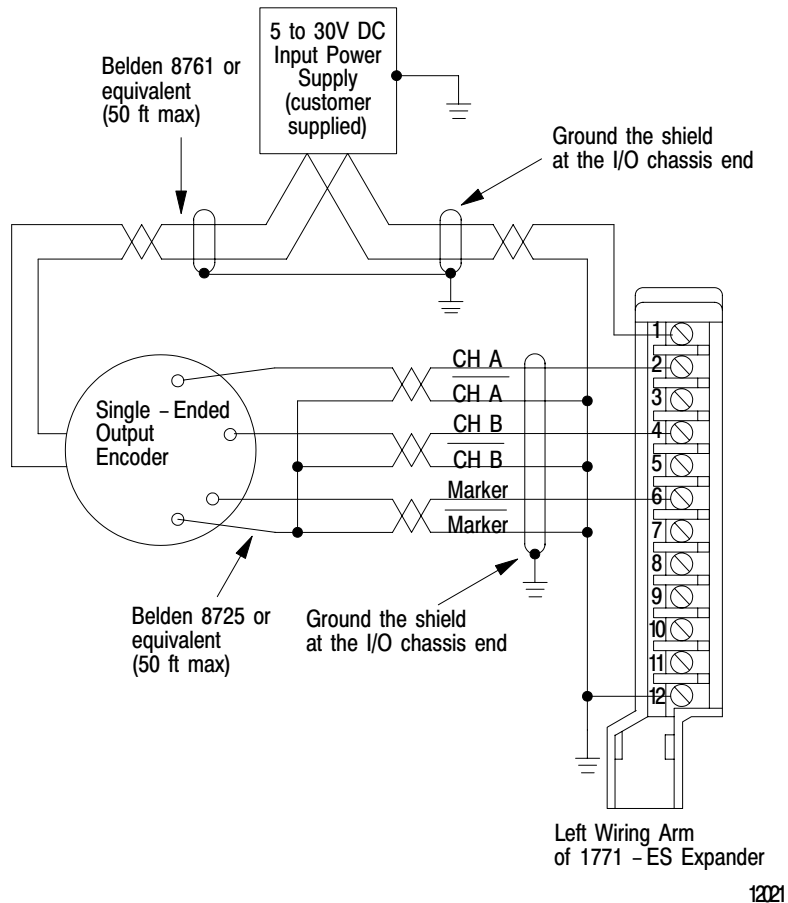 5 to 30V DC
Input Power
Supply
(customer
supplied)
Belden 8761 or
equivalent
(50 ft max)
Ground the shield
at the I/O chassis end
Single – Ended
Output
Encoder
CH A
CH A
CH B
CH B
Marker
Marker
1
2
3
4
5
6
7
8
9
10
11
12
Belden 8725 or
equivalent
(50 ft max)
Ground the shield
at the I/O chassis end
Left Wiring Arm
of 1771 – ES Expander
12021